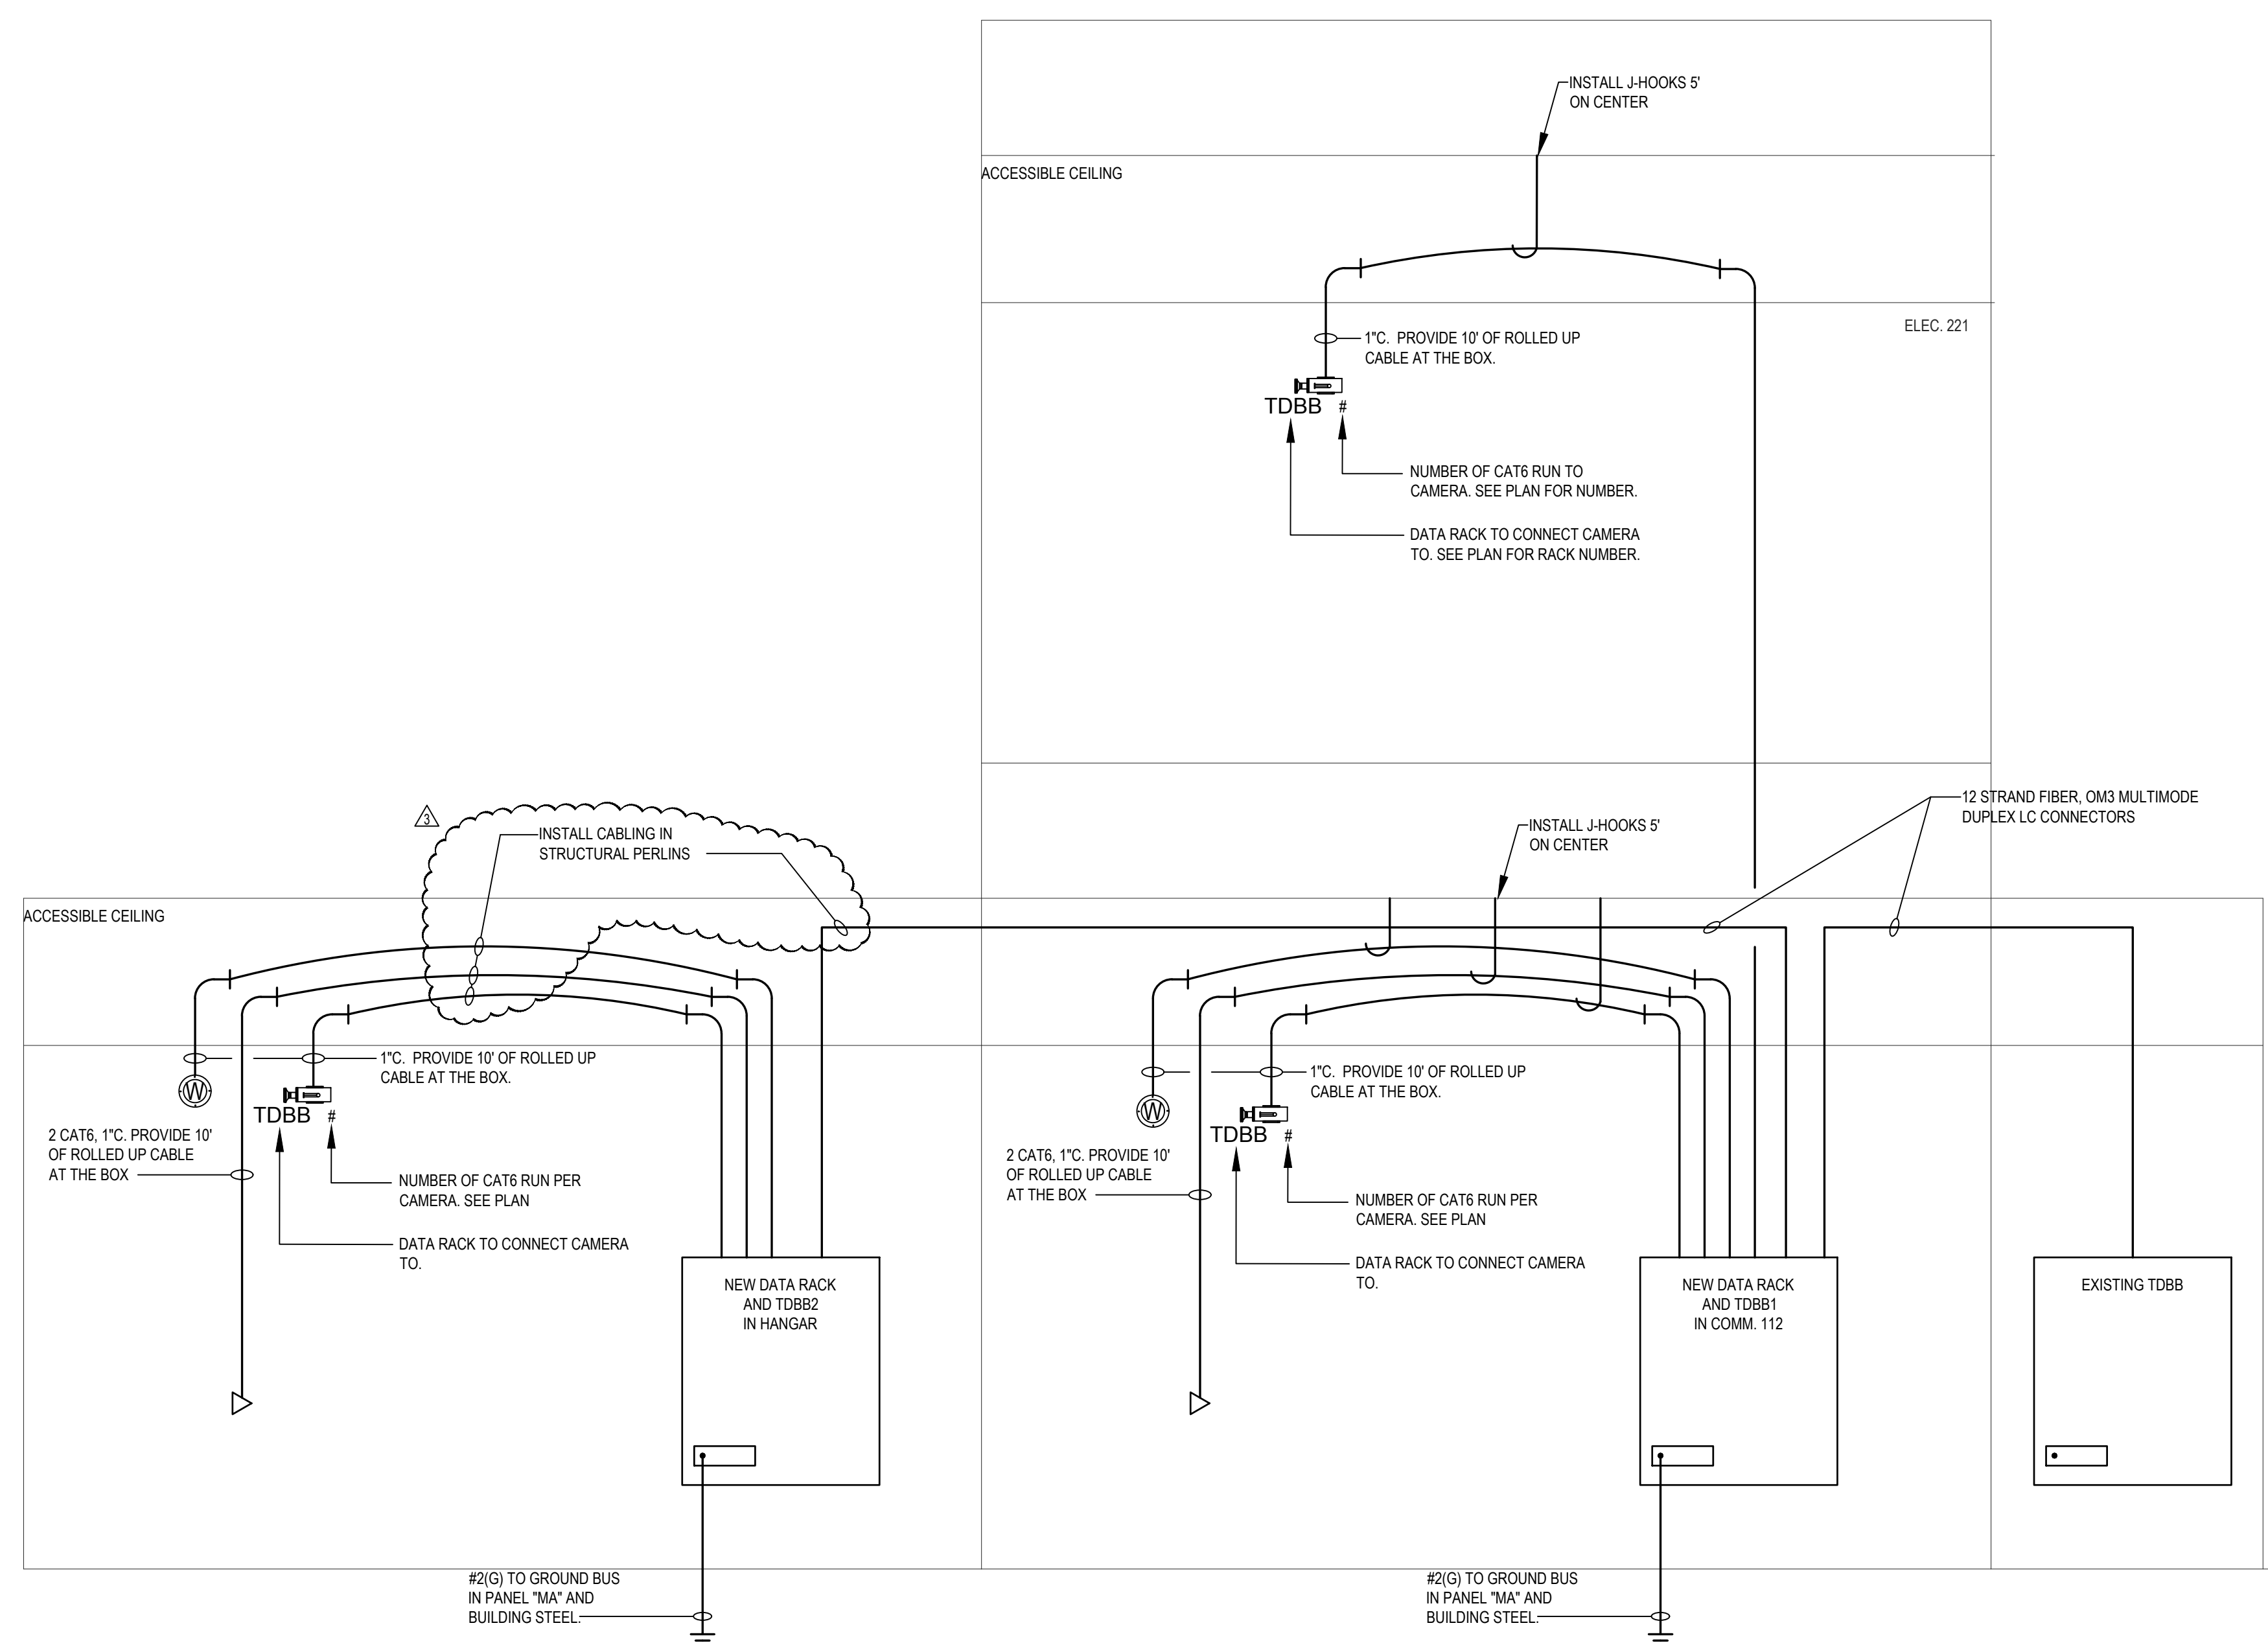 INSTALL J-HOOKS 5'
ON CENTER
ACCESSIBLE CEILING
ELEC. 221
1"C.  PROVIDE 10' OF ROLLED UP
CABLE AT THE BOX.
TDBB #
NUMBER OF CAT6 RUN TO
CAMERA. SEE PLAN FOR NUMBER.
DATA RACK TO CONNECT CAMERA
TO. SEE PLAN FOR RACK NUMBER.
12 STRAND FIBER, OM3 MULTIMODE
DUPLEX LC CONNECTORS
3
INSTALL CABLING IN
STRUCTURAL PERLINS
INSTALL J-HOOKS 5'
ON CENTER
ACCESSIBLE CEILING
1"C.  PROVIDE 10' OF ROLLED UP
CABLE AT THE BOX.
W
TDBB #
2 CAT6, 1"C. PROVIDE 10'
OF ROLLED UP CABLE
AT THE BOX
NUMBER OF CAT6 RUN PER
CAMERA. SEE PLAN
DATA RACK TO CONNECT CAMERA
TO.
NEW DATA RACK
AND TDBB2
IN HANGAR
#2(G) TO GROUND BUS
IN PANEL "MA" AND
BUILDING STEEL.
1"C.  PROVIDE 10' OF ROLLED UP
CABLE AT THE BOX.
W
TDBB #
2 CAT6, 1"C. PROVIDE 10'
OF ROLLED UP CABLE
AT THE BOX
NUMBER OF CAT6 RUN PER
CAMERA. SEE PLAN
DATA RACK TO CONNECT CAMERA
TO.
NEW DATA RACK
AND TDBB1
IN COMM. 112
#2(G) TO GROUND BUS
IN PANEL "MA" AND
BUILDING STEEL.
EXISTING TDBB